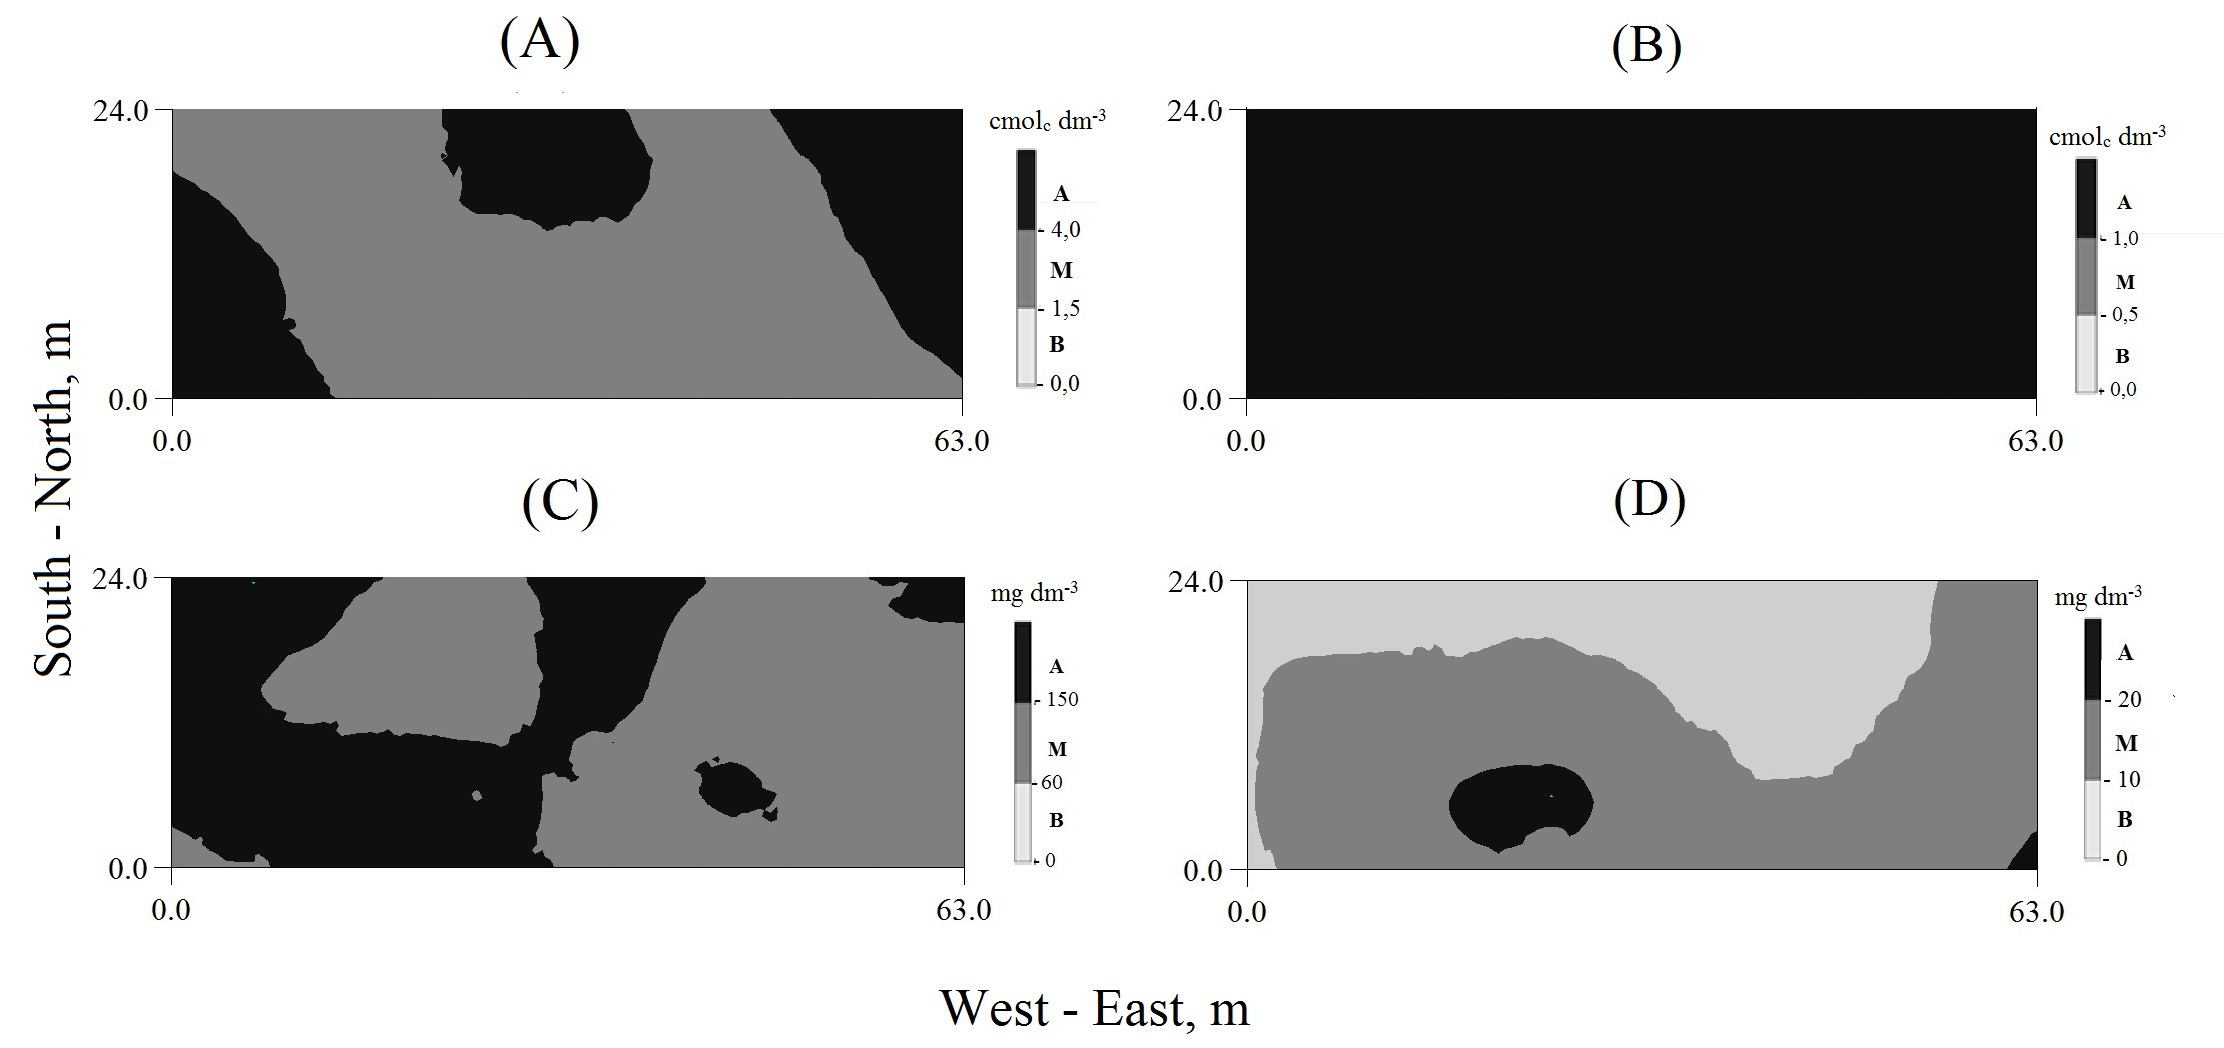 (A)
24.0
0.0
0.0
63.0
cmolc dm-3
A
- 4,0
M
- 1,5
B
- 0,0
(B)
24.0
0.0
0.0
63.0
cmolc dm-3
A
- 1,0
M
- 0,5
B
- 0,0
South - North, m
(C)
24.0
0.0
0.0
63.0
mg dm-3
A
- 150
M
- 60
B
- 0
(D)
24.0
0.0
0.0
63.0
mg dm-3
A
- 20
M
- 10
B
- 0
West - East, m